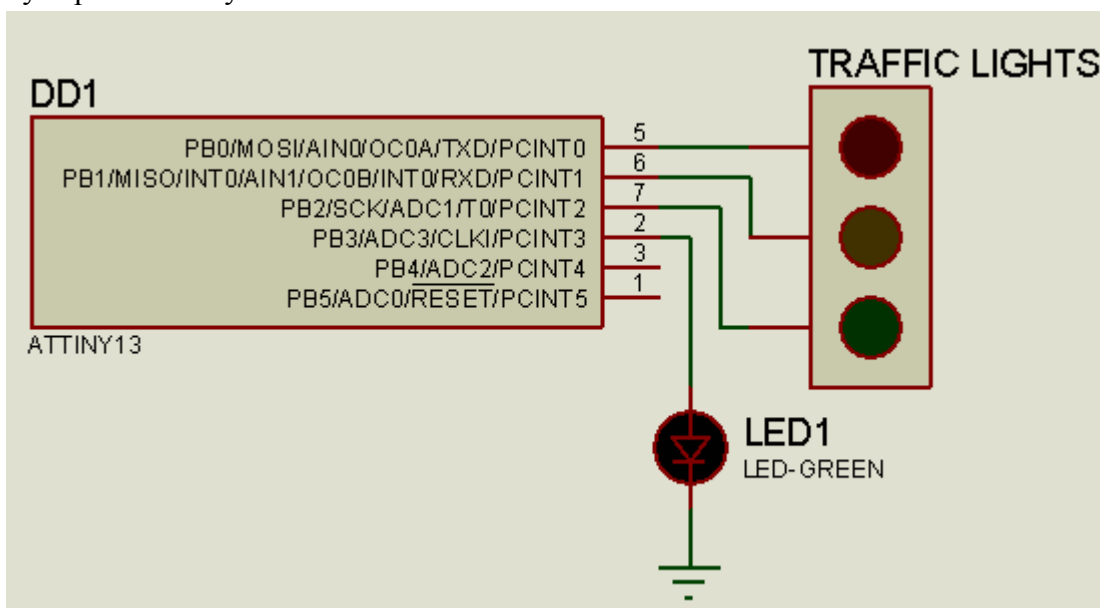 TRAFFIC LIGHTS
DD1
PB0/MOSI/AIN0/OC0A/TXD/PCINT0 5
PB1/MISO/INT0/AIN1/OC0B/INT0/RXD/PCINT1 6
PB2/SCK/ADC1/T0/PCINT2 7
PB3/ADC3/CLKI/PCINT3 2
PB4/ADC2/PCINT4 3
PB5/ADC0/RESET/PCINT5 1
ATTINY13
LED1
LED-GREEN